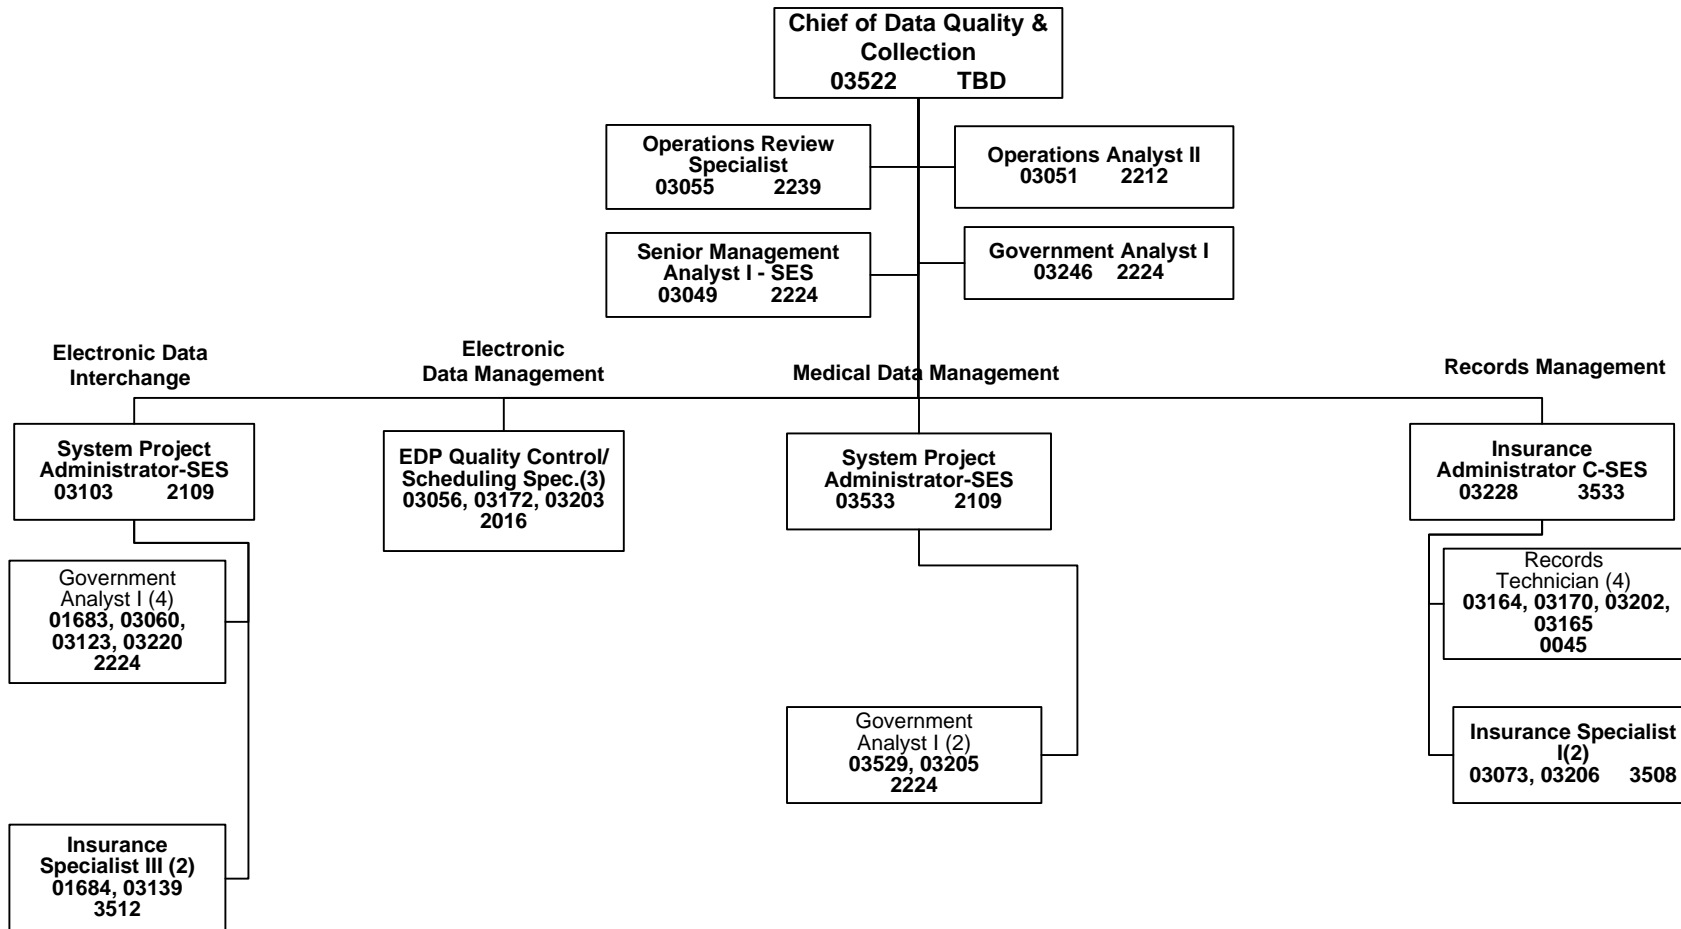 Chief of Data Quality &
Collection
03522 TBD
Operations Review
Specialist
03055 2239
Operations Analyst II
03051 2212
Senior Management
Analyst I - SES
03049 2224
Government Analyst I
03246 2224
Electronic Data
Interchange
Electronic
Data Management
Medical Data Management
Records Management
System Project
Administrator-SES
03103 2109
EDP Quality Control/
Scheduling Spec.(3)
03056, 03172, 03203
2016
System Project
Administrator-SES
03533 2109
Insurance
Administrator C-SES
03228 3533
Government
Analyst I (4)
01683, 03060,
03123, 03220
2224
Records
Technician (4)
03164, 03170, 03202,
03165
0045
Government
Analyst I (2)
03529, 03205
2224
Insurance Specialist
I(2)
03073, 03206 3508
Insurance
Specialist III (2)
01684, 03139
3512